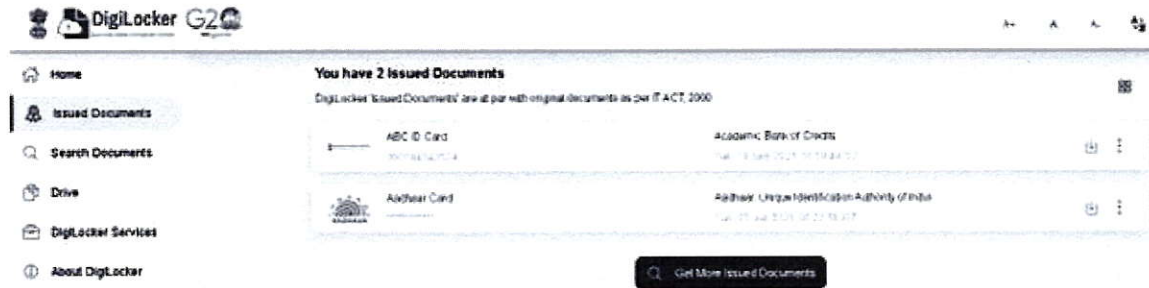 DigiLocker G20
A+ A A-
Home
Issued Documents
Search Documents
Drive
DigiLocker Services
About DigiLocker
You have 2 Issued Documents
DigiLocker 'Issued Documents' are at par with original documents as per IT ACT, 2000
ABC ID Card
Academic Bank of Credits
Aadhaar Card
Aadhaar, Unique Identification Authority of India
AADHAAR
Get More Issued Documents